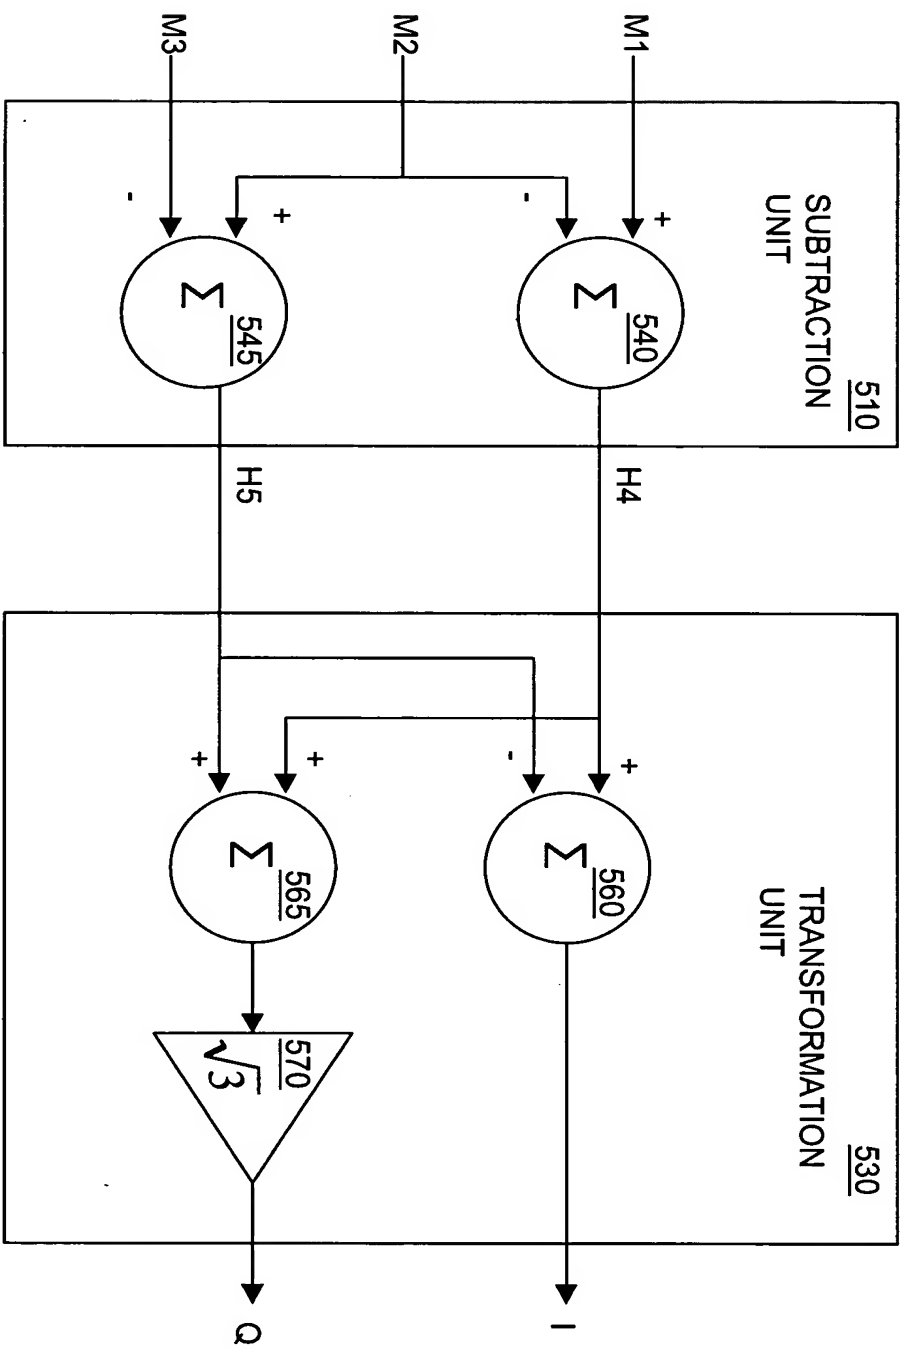 SUBTRACTION
UNIT
510
TRANSFORMATION
UNIT
530
M1
+
-
Σ
540
H4
+
-
Σ
560
I
M2
+
-
Σ
545
H5
+
+
Σ
565
570
√3
Q
M3